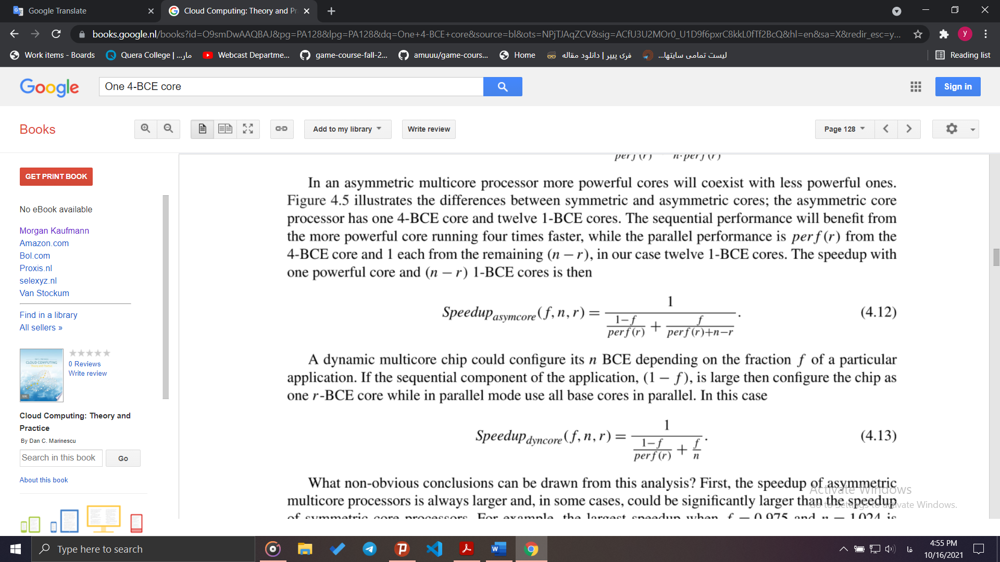 Google Translate
Cloud Computing: Theory and Pr
books.google.nl/books?id=O9smDwAAQBAJ&pg=PA128&lpg=PA128&dq=One+4-BCE+core&source=bl&ots=NPjTJAqZCV&sig=ACfU3U2MOr0_U1D9f6pxrC8kkL0fTf2BcQ&hl=en&sa=X&redir_esc=y...
Work items - Boards
Quera College | ...مار
Webcast Departme...
game-course-fall-2...
amuuu/game-cours...
Home
فری پیپر | دانلود مقاله
لیست تمامی سایتها...
Reading list
Google
One 4-BCE core
Sign in
Books
Add to my library
Write review
Page 128
GET PRINT BOOK
No eBook available
Morgan Kaufmann
Amazon.com
Bol.com
Proxis.nl
selexyz.nl
Van Stockum
Find in a library
All sellers »
CLOUD COMPUTING
0 Reviews
Write review
Cloud Computing: Theory and
Practice
By Dan C. Marinescu
Search in this book
Go
About this book
perf(r) n·perf(r)
In an asymmetric multicore processor more powerful cores will coexist with less powerful ones.
Figure 4.5 illustrates the differences between symmetric and asymmetric cores; the asymmetric core
processor has one 4-BCE core and twelve 1-BCE cores. The sequential performance will benefit from
the more powerful core running four times faster, while the parallel performance is perf(r) from the
4-BCE core and 1 each from the remaining (n − r), in our case twelve 1-BCE cores. The speedup with
one powerful core and (n − r) 1-BCE cores is then
1
Speedup_asymcore(f, n, r) = . (4.12)
1−f f
perf(r) + perf(r)+n−r
A dynamic multicore chip could configure its n BCE depending on the fraction f of a particular
application. If the sequential component of the application, (1 − f), is large then configure the chip as
one r-BCE core while in parallel mode use all base cores in parallel. In this case
1
Speedup_dyncore(f, n, r) = . (4.13)
1−f f
perf(r) + n
What non-obvious conclusions can be drawn from this analysis? First, the speedup of asymmetric
multicore processors is always larger and, in some cases, could be significantly larger than the speedup
of symmetric core processors. For example, the largest speedup when f = 0.975 and n = 1024 is
Activate Windows
Go to Settings to activate Windows.
Type here to search
فا
4:55 PM
10/16/2021